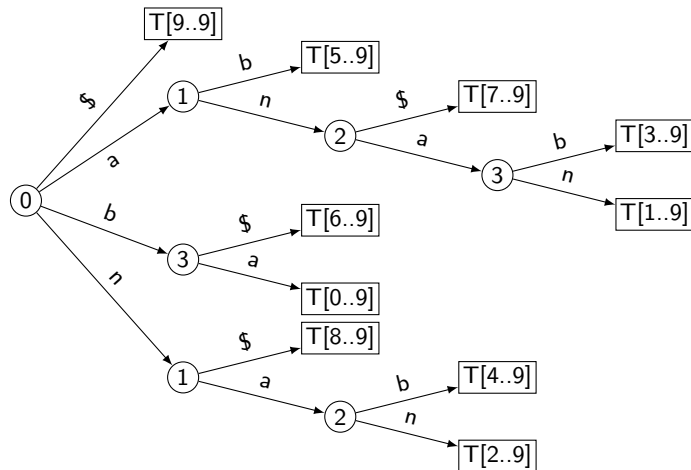 T[9..9]
$
1
b
T[5..9]
n
2
$
T[7..9]
a
a
3
b
T[3..9]
n
T[1..9]
0
b
3
$
T[6..9]
a
T[0..9]
n
1
$
T[8..9]
a
2
b
T[4..9]
n
T[2..9]